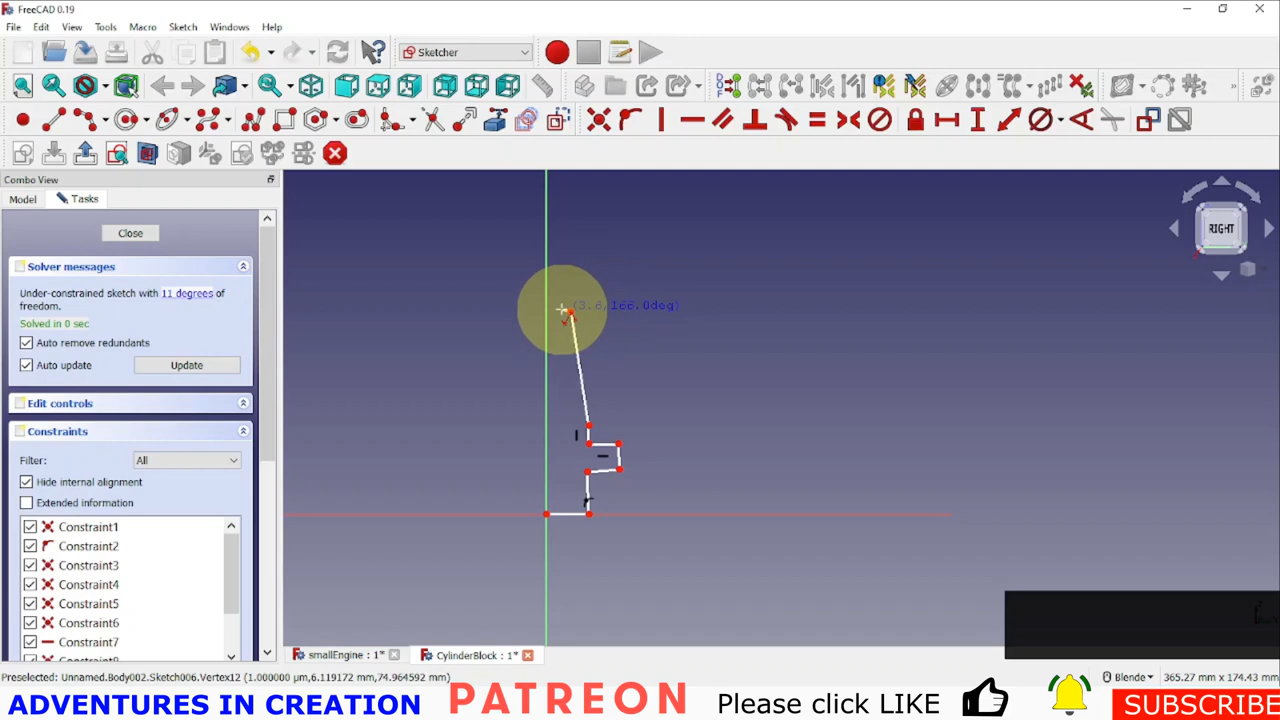 FreeCAD 0.19
File Edit View Tools Macro Sketch Windows Help
Sketcher
Combo View
Model Tasks
Close
Solver messages
Under-constrained sketch with 11 degrees of
freedom.
Solved in 0 sec
Auto remove redundants
Auto update Update
Edit controls
Constraints
Filter: All
Hide internal alignment
Extended information
Constraint1
Constraint2
Constraint3
Constraint4
Constraint5
Constraint6
Constraint7
(3.6,166.0deg)
RIGHT
smallEngine : 1*
CylinderBlock : 1*
Preselected: Unnamed.Body002.Sketch006.Vertex12 (1.000000 µm,6.119172 mm,74.964592 mm)
Blende 365.27 mm x 174.43 mm
ADVENTURES IN CREATION PATREON Please click LIKE SUBSCRIBE